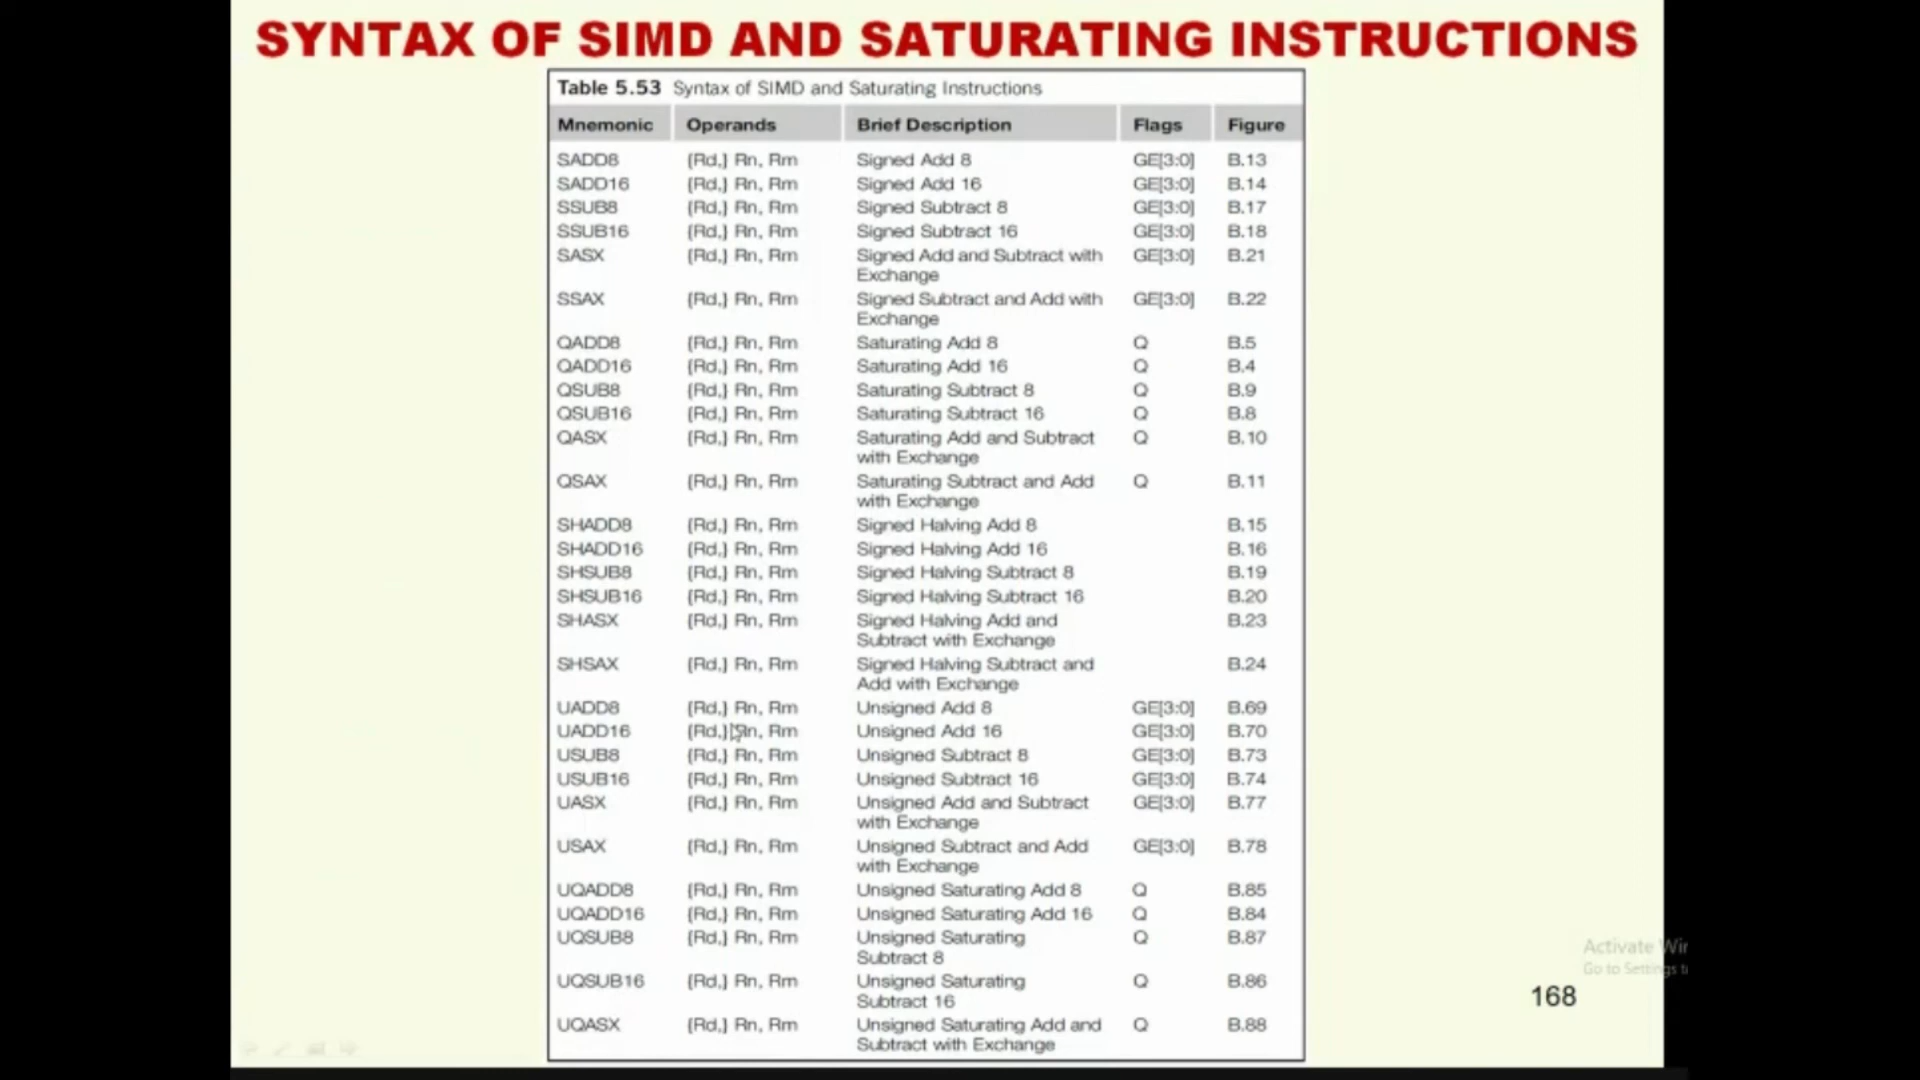 SYNTAX OF SIMD AND SATURATING INSTRUCTIONS
Table 5.53 Syntax of SIMD and Saturating Instructions
Mnemonic Operands Brief Description Flags Figure
SADD8 {Rd,} Rn, Rm Signed Add 8 GE[3:0] B.13
SADD16 {Rd,} Rn, Rm Signed Add 16 GE[3:0] B.14
SSUB8 {Rd,} Rn, Rm Signed Subtract 8 GE[3:0] B.17
SSUB16 {Rd,} Rn, Rm Signed Subtract 16 GE[3:0] B.18
SASX {Rd,} Rn, Rm Signed Add and Subtract with GE[3:0] B.21
Exchange
SSAX {Rd,} Rn, Rm Signed Subtract and Add with GE[3:0] B.22
Exchange
QADD8 {Rd,} Rn, Rm Saturating Add 8 Q B.5
QADD16 {Rd,} Rn, Rm Saturating Add 16 Q B.4
QSUB8 {Rd,} Rn, Rm Saturating Subtract 8 Q B.9
QSUB16 {Rd,} Rn, Rm Saturating Subtract 16 Q B.8
QASX {Rd,} Rn, Rm Saturating Add and Subtract Q B.10
with Exchange
QSAX {Rd,} Rn, Rm Saturating Subtract and Add Q B.11
with Exchange
SHADD8 {Rd,} Rn, Rm Signed Halving Add 8 B.15
SHADD16 {Rd,} Rn, Rm Signed Halving Add 16 B.16
SHSUB8 {Rd,} Rn, Rm Signed Halving Subtract 8 B.19
SHSUB16 {Rd,} Rn, Rm Signed Halving Subtract 16 B.20
SHASX {Rd,} Rn, Rm Signed Halving Add and B.23
Subtract with Exchange
SHSAX {Rd,} Rn, Rm Signed Halving Subtract and B.24
Add with Exchange
UADD8 {Rd,} Rn, Rm Unsigned Add 8 GE[3:0] B.69
UADD16 {Rd,} Rn, Rm Unsigned Add 16 GE[3:0] B.70
USUB8 {Rd,} Rn, Rm Unsigned Subtract 8 GE[3:0] B.73
USUB16 {Rd,} Rn, Rm Unsigned Subtract 16 GE[3:0] B.74
UASX {Rd,} Rn, Rm Unsigned Add and Subtract GE[3:0] B.77
with Exchange
USAX {Rd,} Rn, Rm Unsigned Subtract and Add GE[3:0] B.78
with Exchange
UQADD8 {Rd,} Rn, Rm Unsigned Saturating Add 8 Q B.85
UQADD16 {Rd,} Rn, Rm Unsigned Saturating Add 16 Q B.84
UQSUB8 {Rd,} Rn, Rm Unsigned Saturating Q B.87
Subtract 8
UQSUB16 {Rd,} Rn, Rm Unsigned Saturating Q B.86
Subtract 16
UQASX {Rd,} Rn, Rm Unsigned Saturating Add and Q B.88
Subtract with Exchange
Activate Wir
Go to Settings t
168